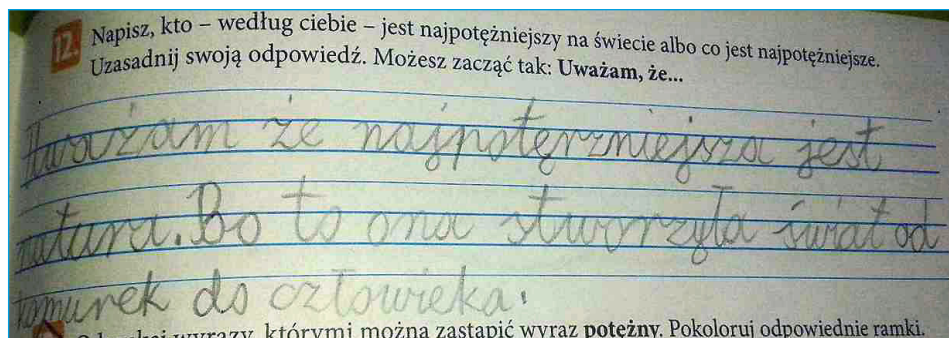 12. Napisz, kto – według ciebie – jest najpotężniejszy na świecie albo co jest najpotężniejsze.
Uzasadnij swoją odpowiedź. Możesz zacząć tak: Uważam, że...
Uważam że najpotęrzniejsza jest
natura. Bo to ona stworzyła świat od
komurek do człowieka.
wyrazy, którymi można zastąpić wyraz potężny. Pokoloruj odpowiednie ramki.